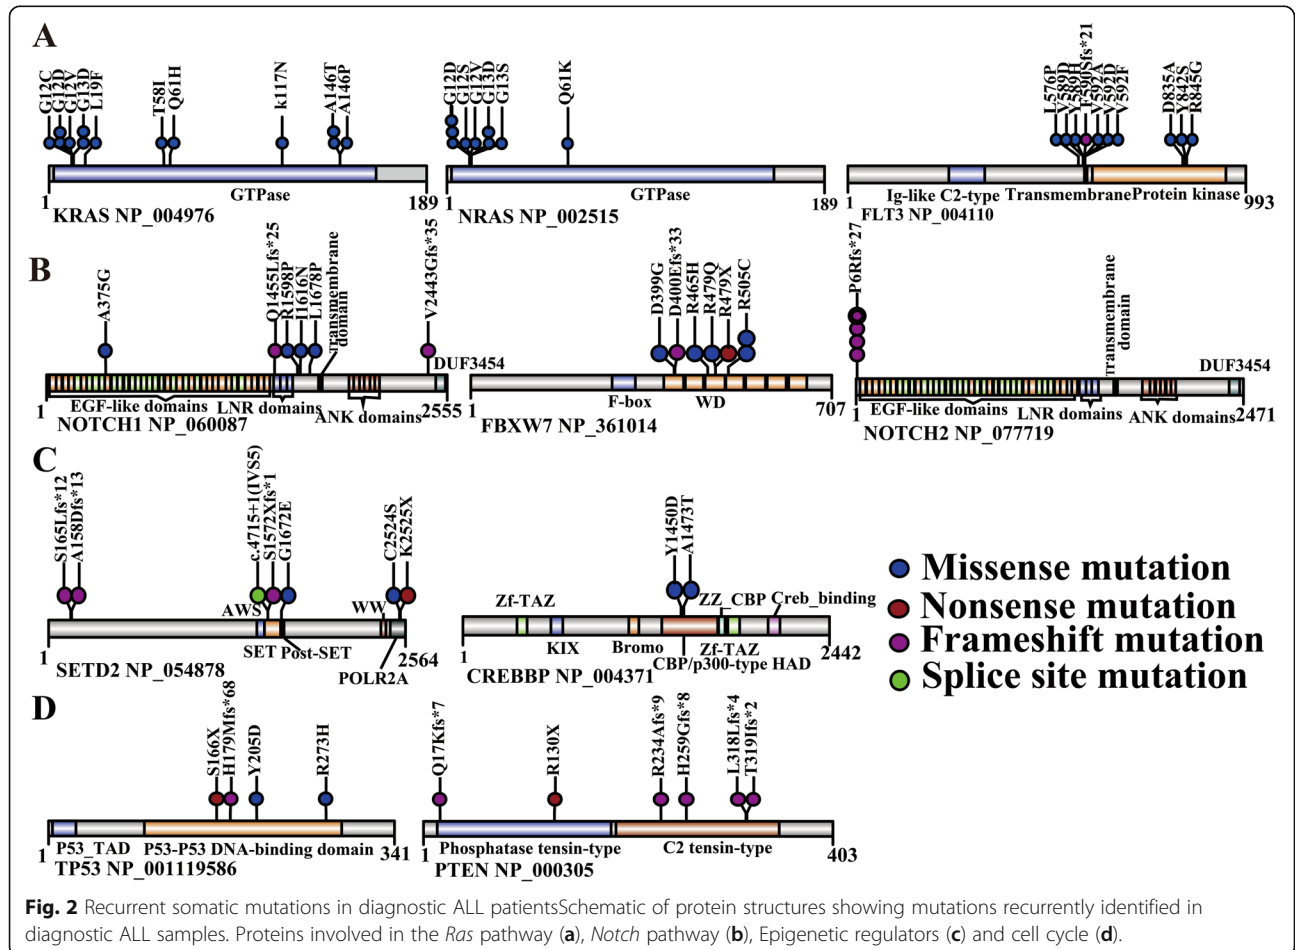 A
G12C G12D G12V G13D L19F T58I Q61H k117N A146T A146P
G12D G12S G12V G13D G13S Q61K
L576P V589D Y589H F590Sfs*21 V592A V592D V592F D835A Y842S R845G
GTPase
1 189
KRAS NP_004976
GTPase
1 189
NRAS NP_002515
Ig-like C2-type Transmembrane Protein kinase
1 993
FLT3 NP_004110
B
A375G Q1455Lfs*25 R1598P I1616N L1678P Transmembrane domain V2443Gfs*35
DUF3454
1 2555
EGF-like domains LNR domains ANK domains
NOTCH1 NP_060087
D399G D400Efs*33 R465H R479Q R479X R505C
F-box WD
1 707
FBXW7 NP_361014
P6Rfs*27 Transmembrane domain
DUF3454
1 2471
EGF-like domains LNR domains ANK domains
NOTCH2 NP_077719
C
S165Lfs*12 A158Dfs*13 c.4715+1(IVS5) S1572Xfs*1 G1672E C2524S K2525X
AWS WW
SET Post-SET
POLR2A
1 2564
SETD2 NP_054878
Y1450D A1473T
Zf-TAZ ZZ_CBP Creb_binding
KIX Bromo Zf-TAZ
CBP/p300-type HAD
1 2442
CREBBP NP_004371
Missense mutation
Nonsense mutation
Frameshift mutation
Splice site mutation
D
S166X H179Mfs*68 Y205D R273H
P53_TAD P53-P53 DNA-binding domain
1 341
TP53 NP_001119586
Q17Kfs*7 R130X R234Afs*9 H259Gfs*8 L318Lfs*4 T319Ifs*2
Phosphatase tensin-type C2 tensin-type
1 403
PTEN NP_000305
Fig. 2 Recurrent somatic mutations in diagnostic ALL patientsSchematic of protein structures showing mutations recurrently identified in
diagnostic ALL samples. Proteins involved in the Ras pathway (a), Notch pathway (b), Epigenetic regulators (c) and cell cycle (d).